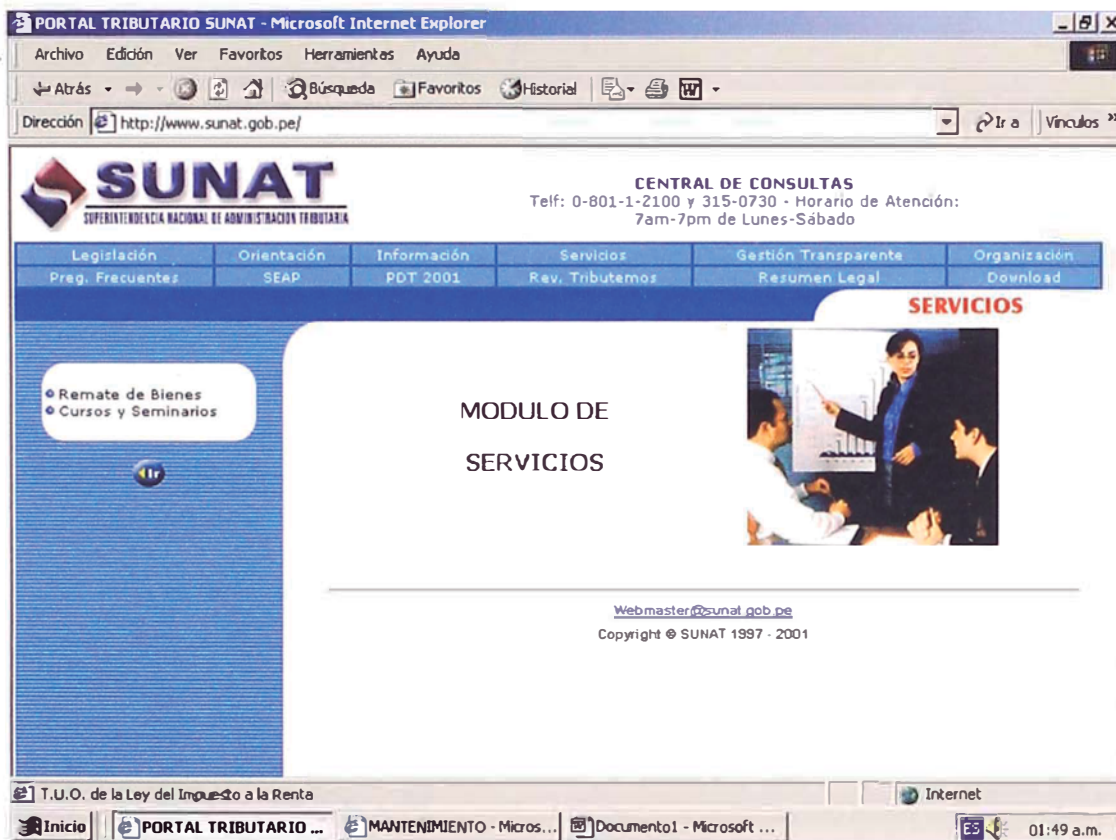 PORTAL TRIBUTARIO SUNAT - Microsoft Internet Explorer
Archivo Edición Ver Favoritos Herramientas Ayuda
Atrás Búsqueda Favoritos Historial
Dirección http://www.sunat.gob.pe/ Ir a Vínculos »
SUNAT
SUPERINTENDENCIA NACIONAL DE ADMINISTRACION TRIBUTARIA
CENTRAL DE CONSULTAS
Telf: 0-801-1-2100 y 315-0730 - Horario de Atención:
7am-7pm de Lunes-Sábado
Legislación Orientación Información Servicios Gestión Transparente Organización
Preg. Frecuentes SEAP PDT 2001 Rev. Tributemos Resumen Legal Download
SERVICIOS
Remate de Bienes
Cursos y Seminarios
Ir
MODULO DE
SERVICIOS
Webmaster@sunat.gob.pe
Copyright © SUNAT 1997 - 2001
T.U.O. de la Ley del Impuesto a la Renta Internet
Inicio PORTAL TRIBUTARIO ... MANTENIMIENTO - Micros... Documento1 - Microsoft ... ES 01:49 a.m.